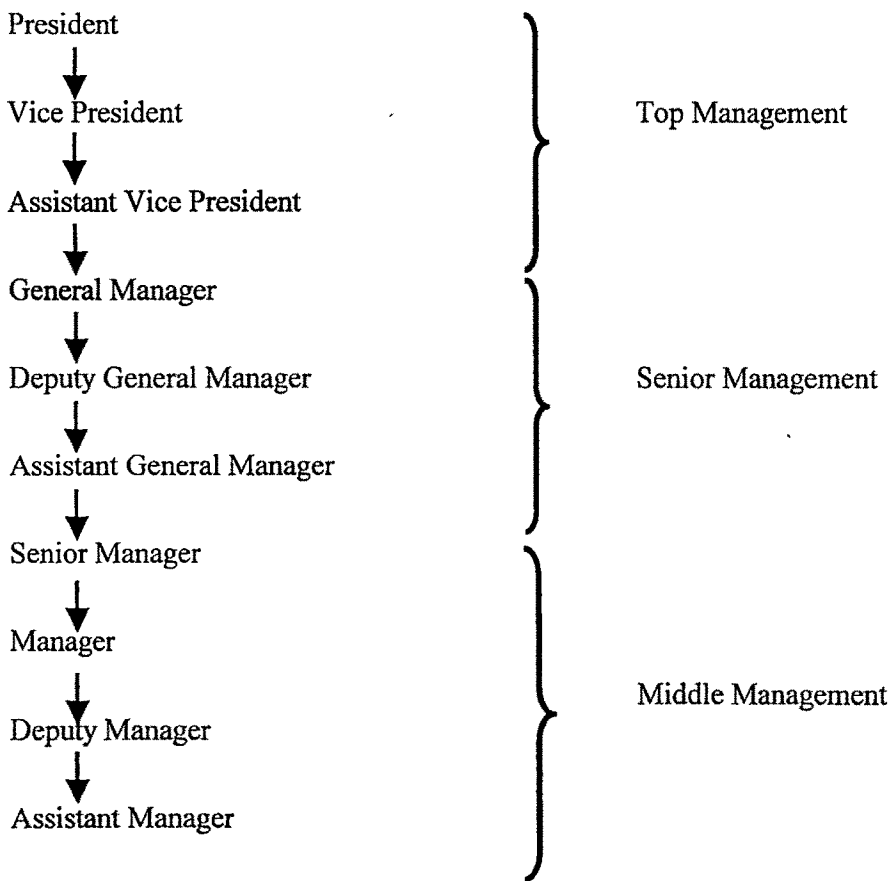 President
Vice President
Top Management
Assistant Vice President
General Manager
Deputy General Manager
Senior Management
Assistant General Manager
Senior Manager
Manager
Middle Management
Deputy Manager
Assistant Manager